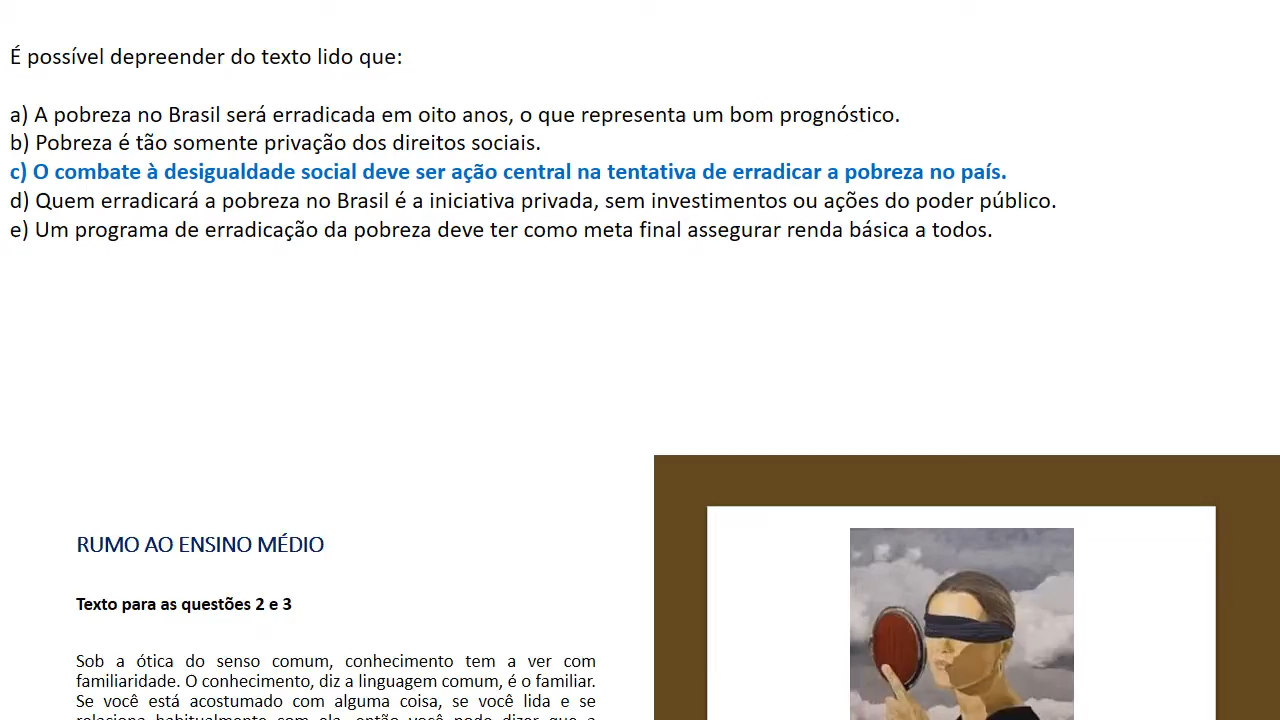 É possível depreender do texto lido que:
a) A pobreza no Brasil será erradicada em oito anos, o que representa um bom prognóstico.
b) Pobreza é tão somente privação dos direitos sociais.
c) O combate à desigualdade social deve ser ação central na tentativa de erradicar a pobreza no país.
d) Quem erradicará a pobreza no Brasil é a iniciativa privada, sem investimentos ou ações do poder público.
e) Um programa de erradicação da pobreza deve ter como meta final assegurar renda básica a todos.
RUMO AO ENSINO MÉDIO
Texto para as questões 2 e 3
Sob a ótica do senso comum, conhecimento tem a ver com
familiaridade. O conhecimento, diz a linguagem comum, é o familiar.
Se você está acostumado com alguma coisa, se você lida e se
relaciona habitualmente com ela, então você pode dizer que a